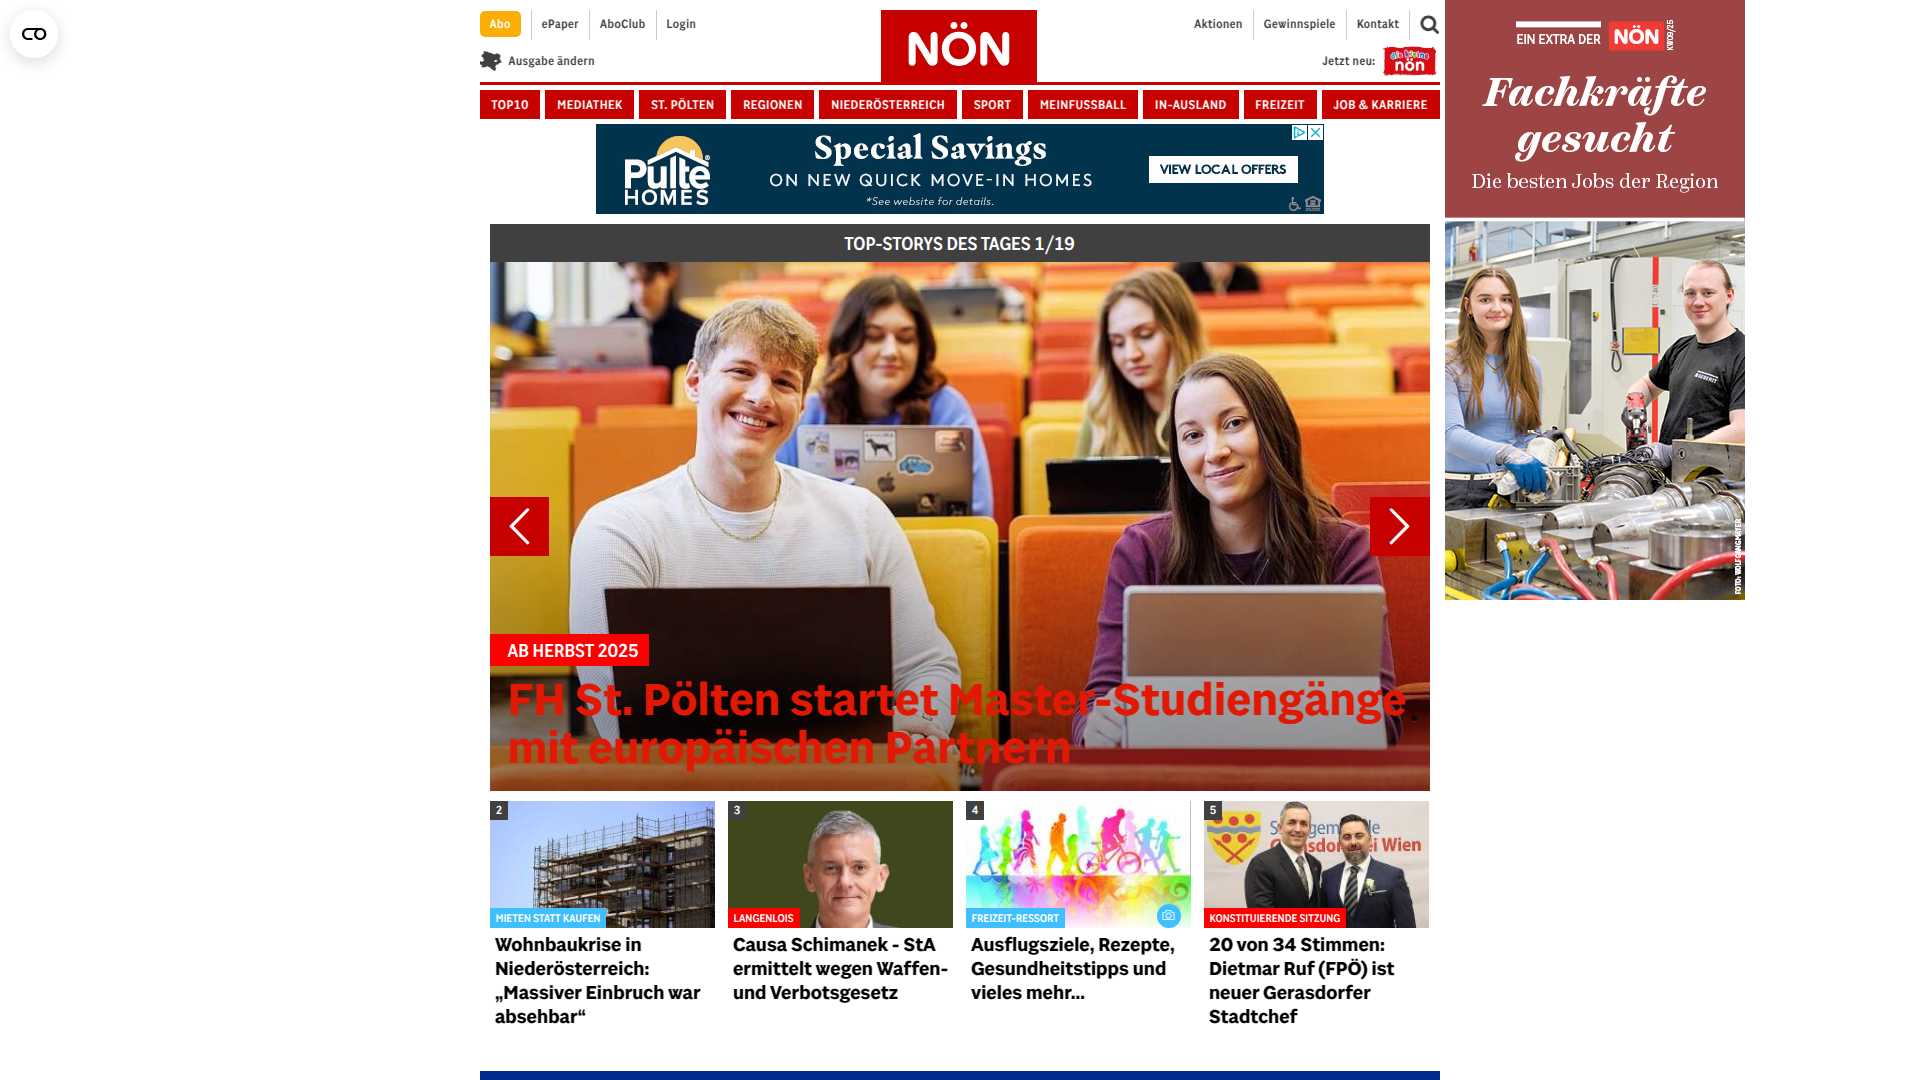 Abo
ePaper
AboClub
Login
NÖN
Aktionen
Gewinnspiele
Kontakt
Ausgabe ändern
Jetzt neu:
die kleine
nön
TOP10
MEDIATHEK
ST. PÖLTEN
REGIONEN
NIEDERÖSTERREICH
SPORT
MEINFUSSBALL
IN-AUSLAND
FREIZEIT
JOB & KARRIERE
Pulte
HOMES
Special Savings
ON NEW QUICK MOVE-IN HOMES
*See website for details.
VIEW LOCAL OFFERS
EIN EXTRA DER NÖN
KW09/25
Fachkräfte
gesucht
Die besten Jobs der Region
FOTO: WOLFGANG MAYER
TOP-STORYS DES TAGES 1/19
AB HERBST 2025
FH St. Pölten startet Master-Studiengänge
mit europäischen Partnern
2
MIETEN STATT KAUFEN
Wohnbaukrise in
Niederösterreich:
„Massiver Einbruch war
absehbar“
3
LANGENLOIS
Causa Schimanek - StA
ermittelt wegen Waffen-
und Verbotsgesetz
4
FREIZEIT-RESSORT
Ausflugsziele, Rezepte,
Gesundheitstipps und
vieles mehr...
5
KONSTITUIERENDE SITZUNG
20 von 34 Stimmen:
Dietmar Ruf (FPÖ) ist
neuer Gerasdorfer
Stadtchef